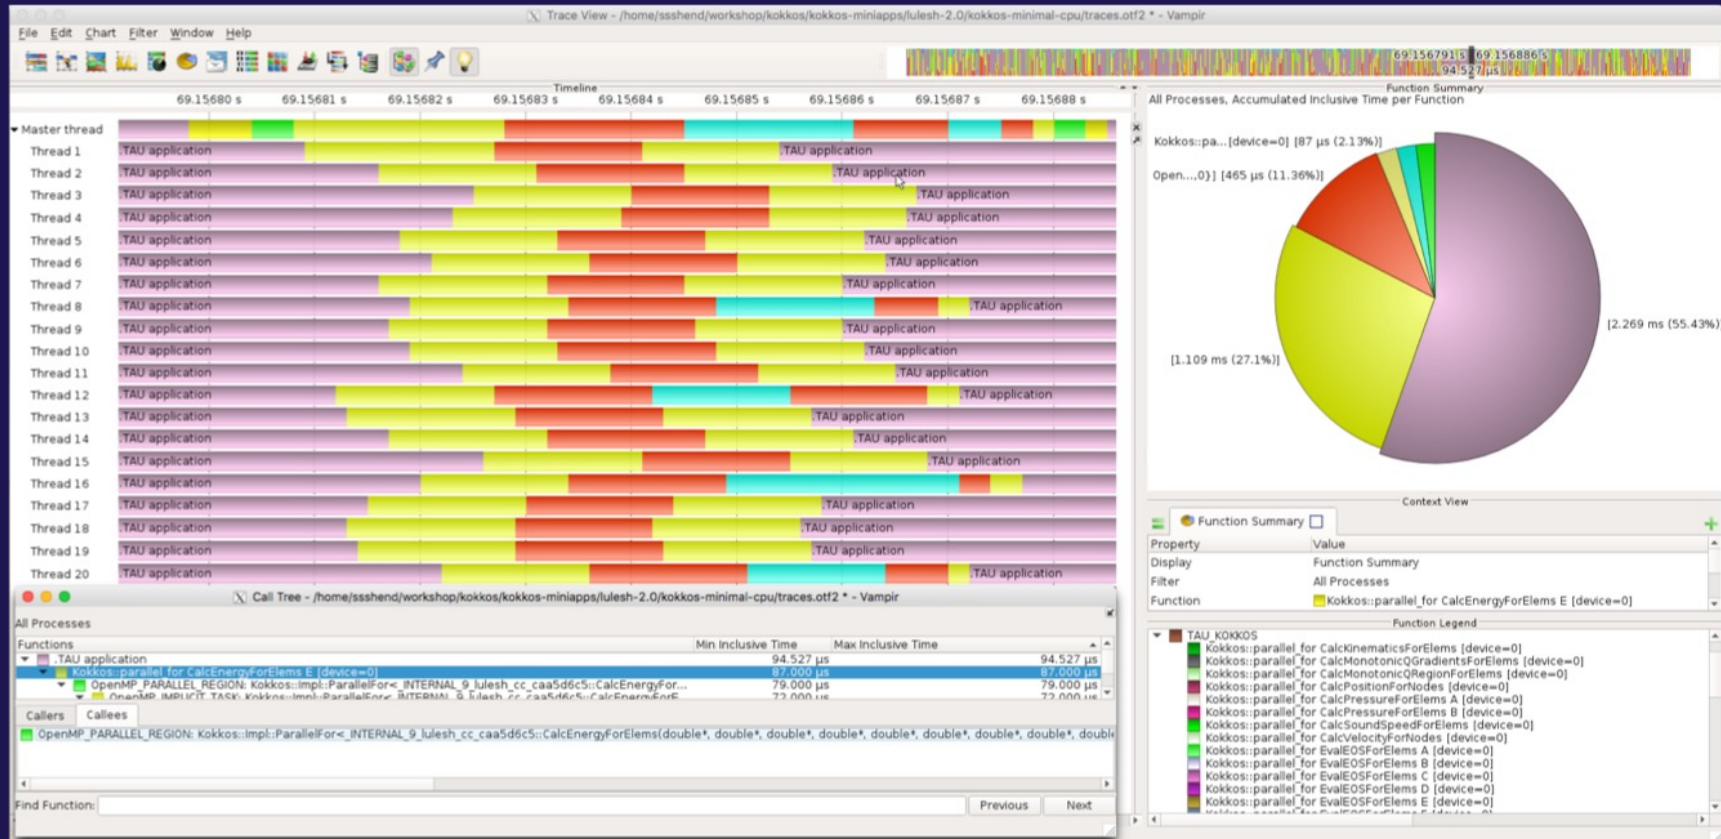 Trace View - /home/ssshend/workshop/kokkos/kokkos-miniapps/lulesh-2.0/kokkos-minimal-cpu/traces.otf2 * - Vampir
File Edit Chart Filter Window Help
69.156791 s 69.156886 s
94.527 µs
Timeline
69.15680 s 69.15681 s 69.15682 s 69.15683 s 69.15684 s 69.15685 s 69.15686 s 69.15687 s 69.15688 s
Master thread
Thread 1 .TAU application .TAU application
Thread 2 .TAU application .TAU application
Thread 3 .TAU application .TAU application
Thread 4 .TAU application .TAU application
Thread 5 .TAU application .TAU application
Thread 6 .TAU application .TAU application
Thread 7 .TAU application .TAU application
Thread 8 .TAU application .TAU application
Thread 9 .TAU application .TAU application
Thread 10 .TAU application .TAU application
Thread 11 .TAU application .TAU application
Thread 12 .TAU application .TAU application
Thread 13 .TAU application .TAU application
Thread 14 .TAU application .TAU application
Thread 15 .TAU application .TAU application
Thread 16 .TAU application
Thread 17 .TAU application .TAU application
Thread 18 .TAU application .TAU application
Thread 19 .TAU application .TAU application
Thread 20 .TAU application .TAU application
Function Summary
All Processes, Accumulated Inclusive Time per Function
Kokkos::pa...[device=0] [87 µs (2.13%)]
Open...,0}] [465 µs (11.36%)]
[2.269 ms (55.43%)]
[1.109 ms (27.1%)]
Context View
Function Summary
Property Value
Display Function Summary
Filter All Processes
Function Kokkos::parallel_for CalcEnergyForElems E [device=0]
Function Legend
TAU_KOKKOS
Kokkos::parallel_for CalcKinematicsForElems [device=0]
Kokkos::parallel_for CalcMonotonicQGradientsForElems [device=0]
Kokkos::parallel_for CalcMonotonicQRegionForElems [device=0]
Kokkos::parallel_for CalcPositionForNodes [device=0]
Kokkos::parallel_for CalcPressureForElems A [device=0]
Kokkos::parallel_for CalcPressureForElems B [device=0]
Kokkos::parallel_for CalcSoundSpeedForElems [device=0]
Kokkos::parallel_for CalcVelocityForNodes [device=0]
Kokkos::parallel_for EvalEOSForElems A [device=0]
Kokkos::parallel_for EvalEOSForElems B [device=0]
Kokkos::parallel_for EvalEOSForElems C [device=0]
Kokkos::parallel_for EvalEOSForElems D [device=0]
Kokkos::parallel_for EvalEOSForElems E [device=0]
Call Tree - /home/ssshend/workshop/kokkos/kokkos-miniapps/lulesh-2.0/kokkos-minimal-cpu/traces.otf2 * - Vampir
All Processes
Functions Min Inclusive Time Max Inclusive Time
.TAU application 94.527 µs 94.527 µs
Kokkos::parallel_for CalcEnergyForElems E [device=0] 87.000 µs 87.000 µs
OpenMP_PARALLEL_REGION: Kokkos::Impl::ParallelFor<_INTERNAL_9_lulesh_cc_caa5d6c5::CalcEnergyFor... 79.000 µs 79.000 µs
OpenMP_IMPLICIT_TASK: Kokkos::Impl::ParallelFor<_INTERNAL_9_lulesh_cc_caa5d6c5::CalcEnergyForE... 72.000 µs 72.000 µs
Callers Callees
OpenMP_PARALLEL_REGION: Kokkos::Impl::ParallelFor<_INTERNAL_9_lulesh_cc_caa5d6c5::CalcEnergyForElems(double*, double*, double*, double*, double*, double*, double*, double*, doubl
Find Function: Previous Next